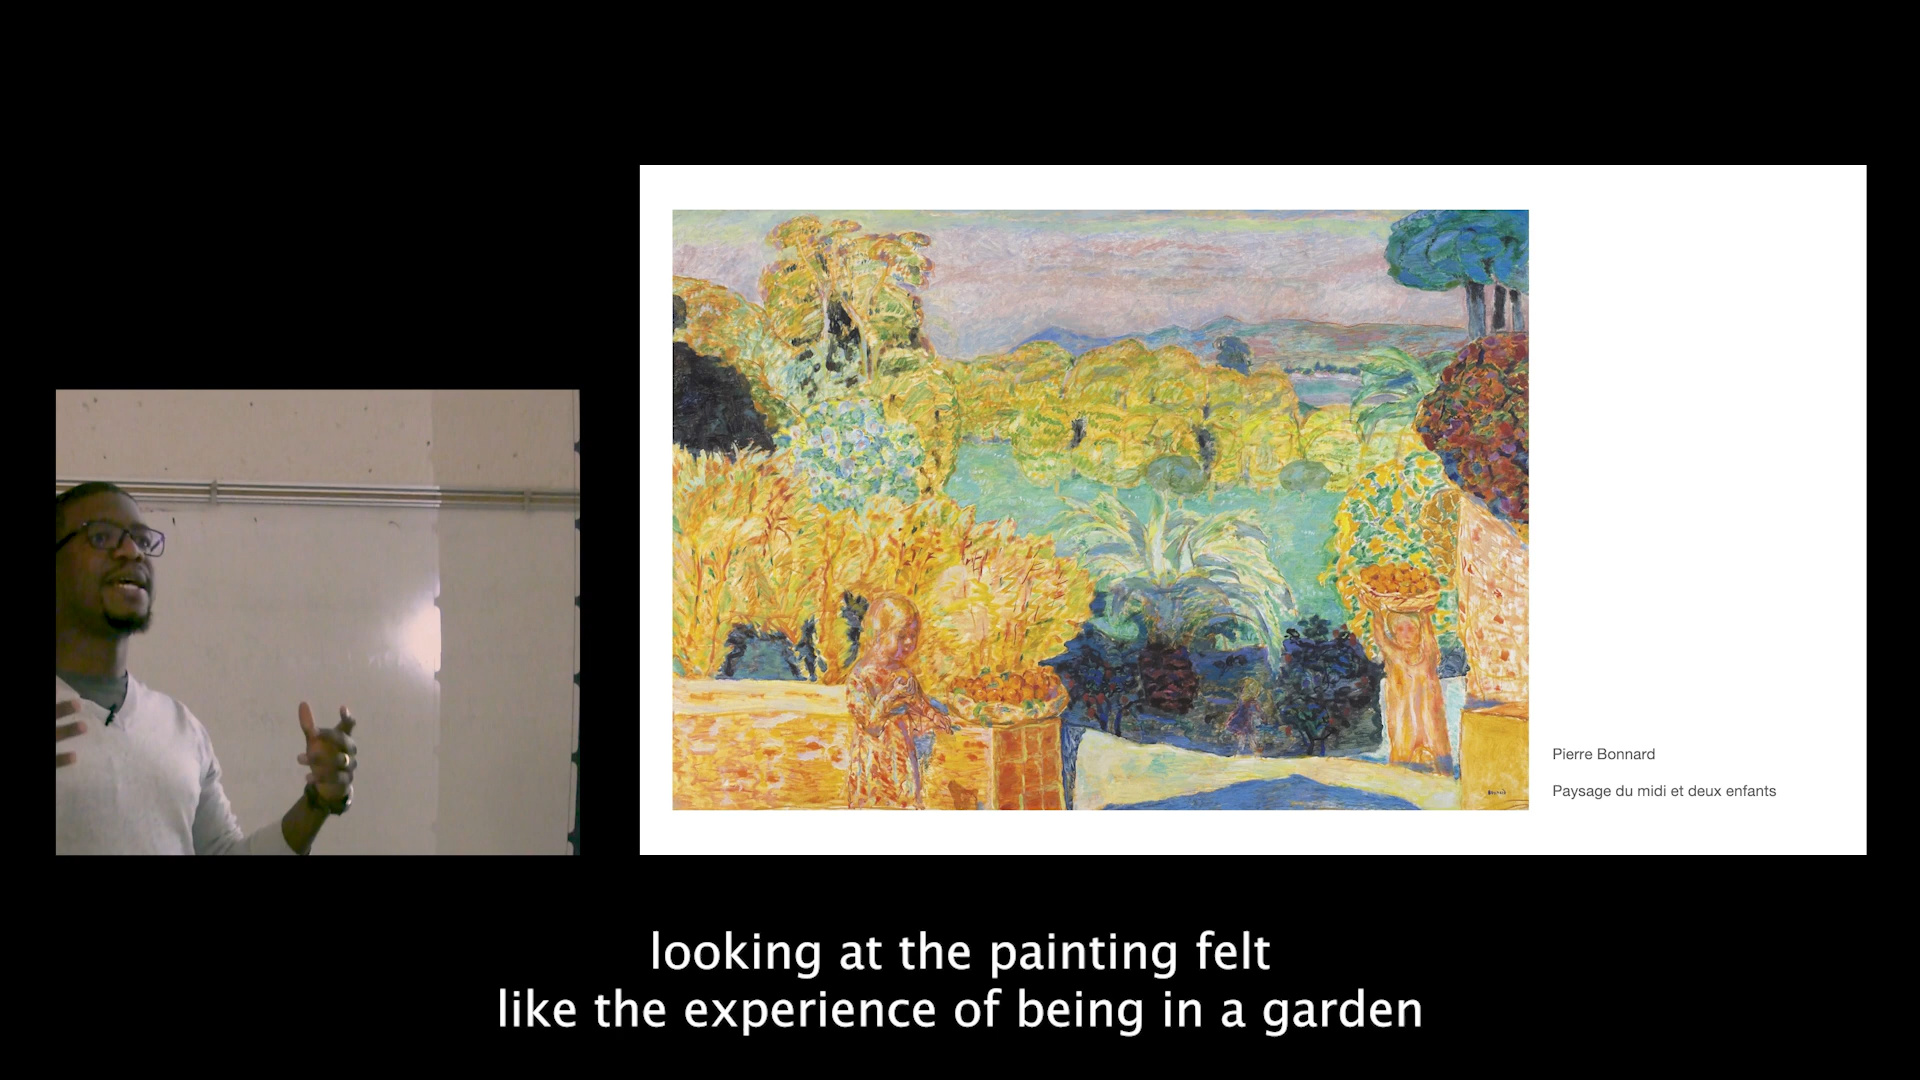 Pierre Bonnard
Paysage du midi et deux enfants
looking at the painting felt
like the experience of being in a garden